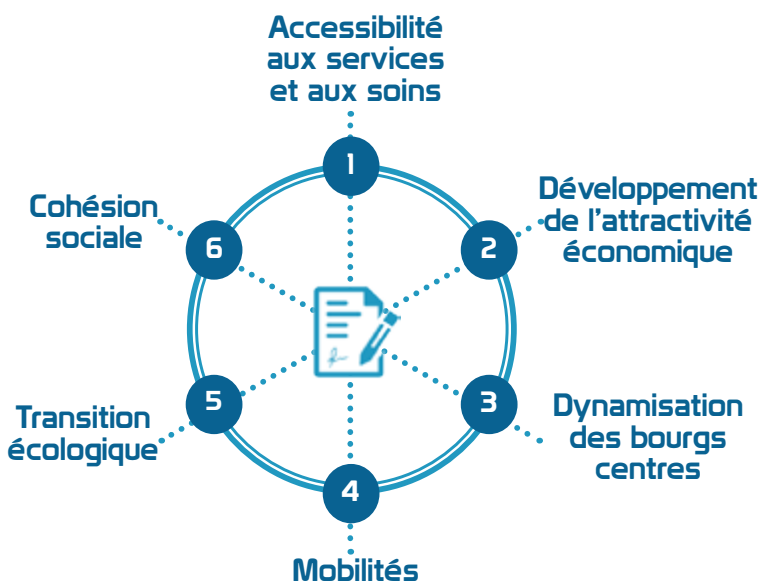 1
Accessibilité
aux services
et aux soins
2
Développement
de l'attractivité
économique
3
Dynamisation
des bourgs
centres
4
Mobilités
5
Transition
écologique
6
Cohésion
sociale